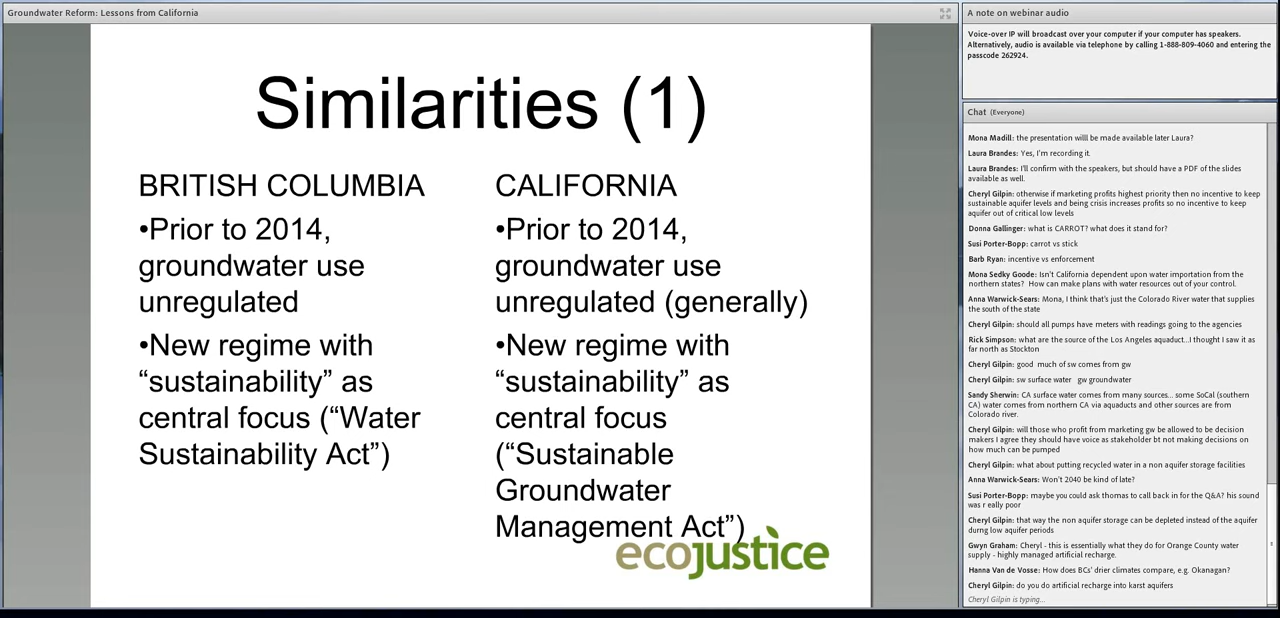 Groundwater Reform: Lessons from California
Similarities (1)
BRITISH COLUMBIA
•Prior to 2014,
groundwater use
unregulated
•New regime with
“sustainability” as
central focus (“Water
Sustainability Act”)
CALIFORNIA
•Prior to 2014,
groundwater use
unregulated (generally)
•New regime with
“sustainability” as
central focus
(“Sustainable
Groundwater
Management Act”)
ecojustice
A note on webinar audio
Voice-over IP will broadcast over your computer if your computer has speakers.
Alternatively, audio is available via telephone by calling 1-888-809-4060 and entering the
passcode 262924.
Chat (Everyone)
Mona Madill: the presentation willl be made available later Laura?
Laura Brandes: Yes, I'm recording it.
Laura Brandes: I'll confirm with the speakers, but should have a PDF of the slides
available as well.
Cheryl Gilpin: otherwise if marketing profits highest priority then no incentive to keep
sustainable aquifer levels and being crisis increases profits so no incentive to keep
aquifer out of critical low levels
Donna Gallinger: what is CARROT? what does it stand for?
Susi Porter-Bopp: carrot vs stick
Barb Ryan: incentive vs enforcement
Mona Sedky Goode: Isn't California dependent upon water importation from the
northern states? How can make plans with water resources out of your control.
Anna Warwick-Sears: Mona, I think that's just the Colorado River water that supplies
the south of the state
Cheryl Gilpin: should all pumps have meters with readings going to the agencies
Rick Simpson: what are the source of the Los Angeles aquaduct...I thought I saw it as
far north as Stockton
Cheryl Gilpin: good much of sw comes from gw
Cheryl Gilpin: sw surface water gw groundwater
Sandy Sherwin: CA surface water comes from many sources... some SoCal (southern
CA) water comes from northern CA via aquaducts and other sources are from
Colorado river.
Cheryl Gilpin: will those who profit from marketing gw be allowed to be decision
makers I agree they should have voice as stakeholder bt not making decisions on
how much can be pumped
Cheryl Gilpin: what about putting recycled water in a non aquifer storage facilities
Anna Warwick-Sears: Won't 2040 be kind of late?
Susi Porter-Bopp: maybe you could ask thomas to call back in for the Q&A? his sound
was r eally poor
Cheryl Gilpin: that way the non aquifer storage can be depleted instead of the aquifer
durng low aquifer periods
Gwyn Graham: Cheryl - this is essentially what they do for Orange County water
supply - highly managed artificial recharge.
Hanna Van de Vosse: How does BCs' drier climates compare, e.g. Okanagan?
Cheryl Gilpin: do you do artificial recharge into karst aquifers
Cheryl Gilpin is typing...